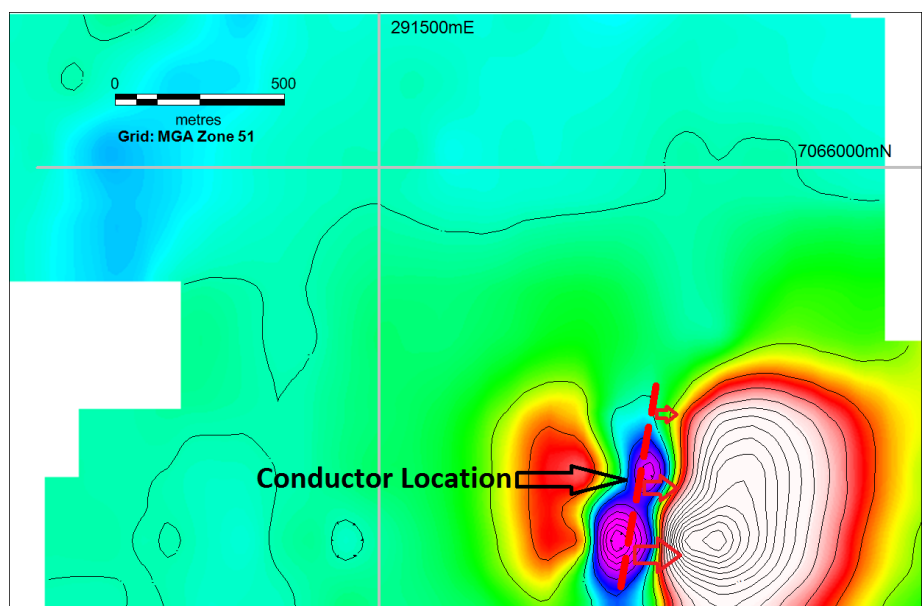 291500mE
0 500
metres
Grid: MGA Zone 51
7066000mN
Conductor Location